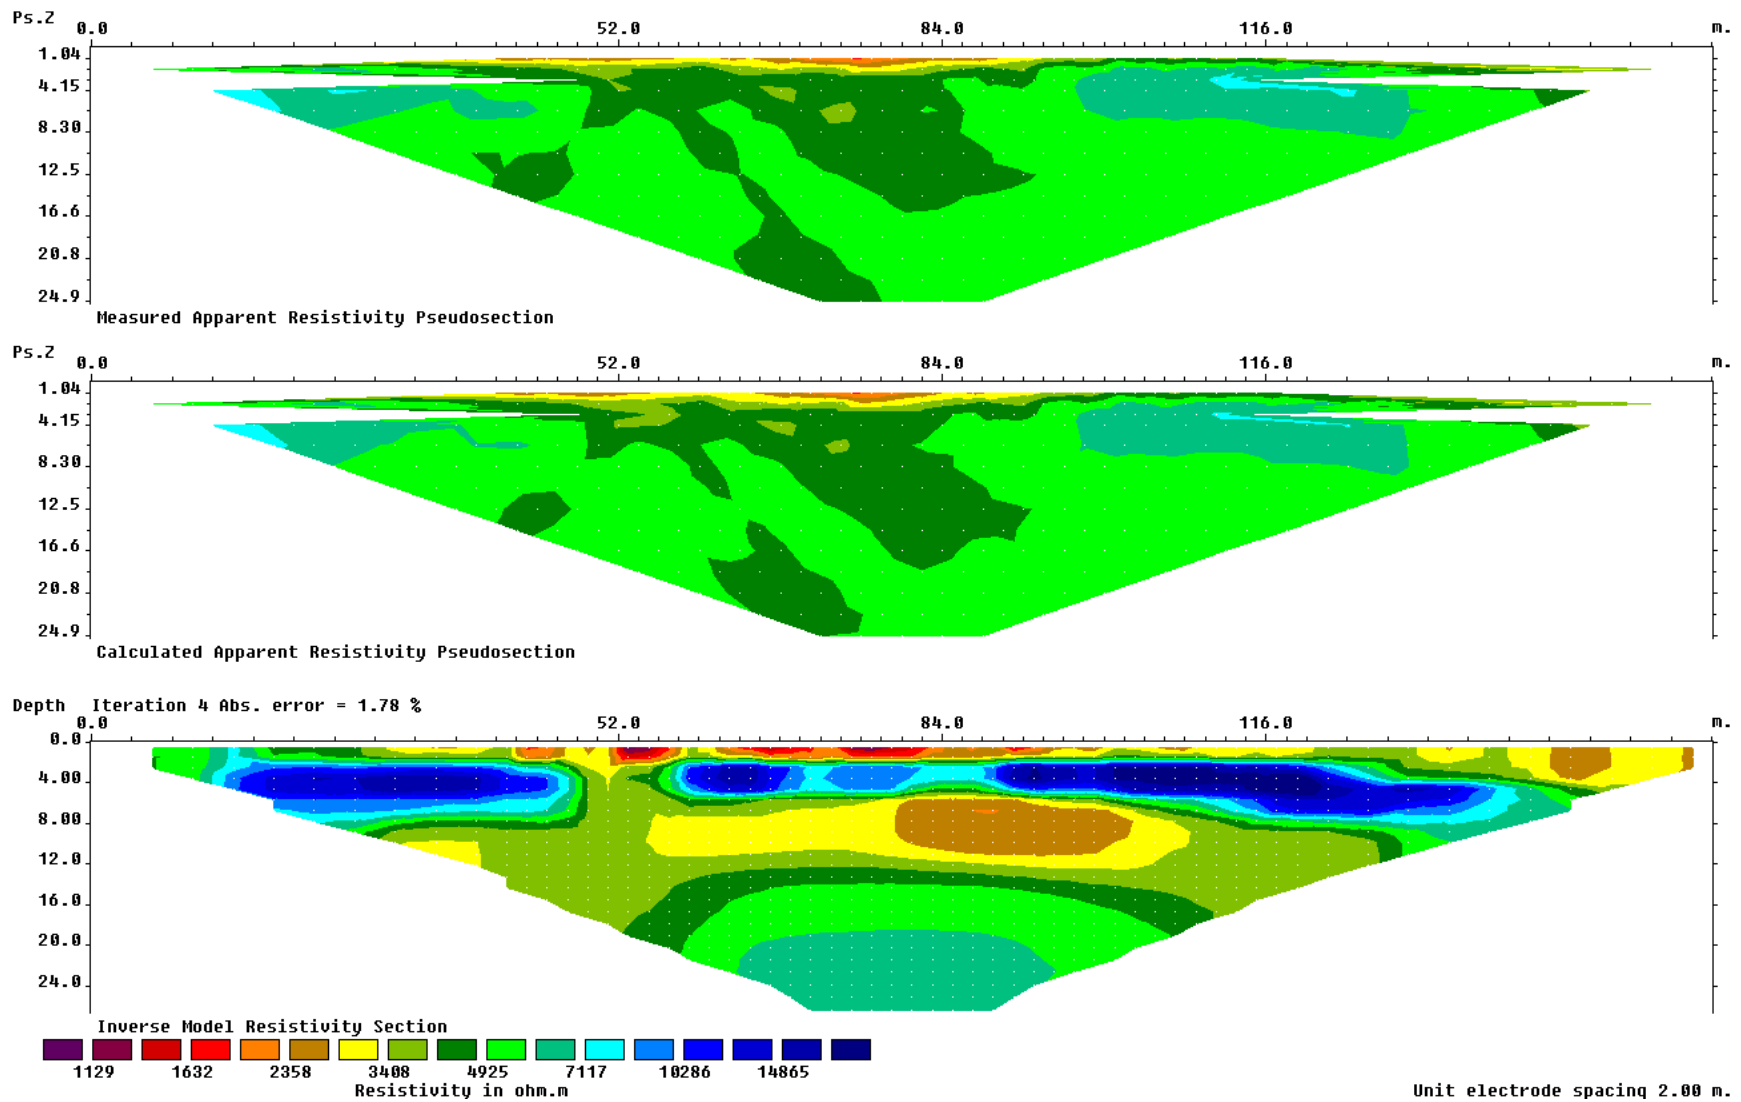 Ps.Z 0.0 52.0 84.0 116.0 m.
1.04
4.15
8.30
12.5
16.6
20.8
24.9
Measured Apparent Resistivity Pseudosection
Ps.Z 0.0 52.0 84.0 116.0 m.
1.04
4.15
8.30
12.5
16.6
20.8
24.9
Calculated Apparent Resistivity Pseudosection
Depth Iteration 4 Abs. error = 1.78 %
0.0 52.0 84.0 116.0 m.
0.0
4.00
8.00
12.0
16.0
20.0
24.0
Inverse Model Resistivity Section
1129 1632 2358 3408 4925 7117 10286 14865
Resistivity in ohm.m
Unit electrode spacing 2.00 m.